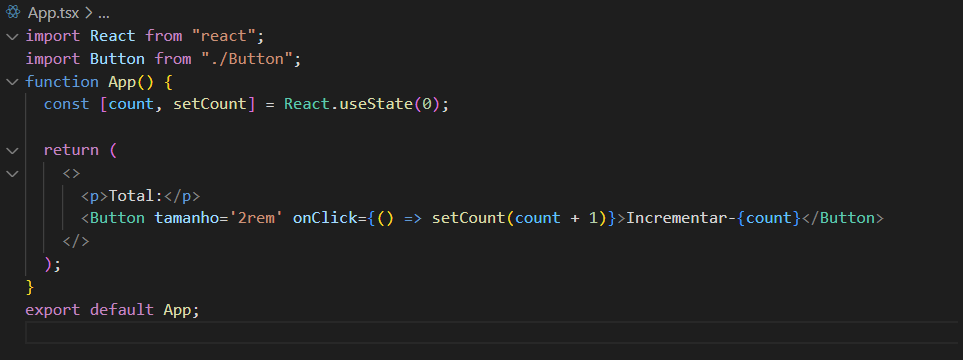 App.tsx > ...
import React from "react";
import Button from "./Button";
function App() {
  const [count, setCount] = React.useState(0);

  return (
    <>
      <p>Total:</p>
      <Button tamanho='2rem' onClick={() => setCount(count + 1)}>Incrementar-{count}</Button>
    </>
  );
}
export default App;